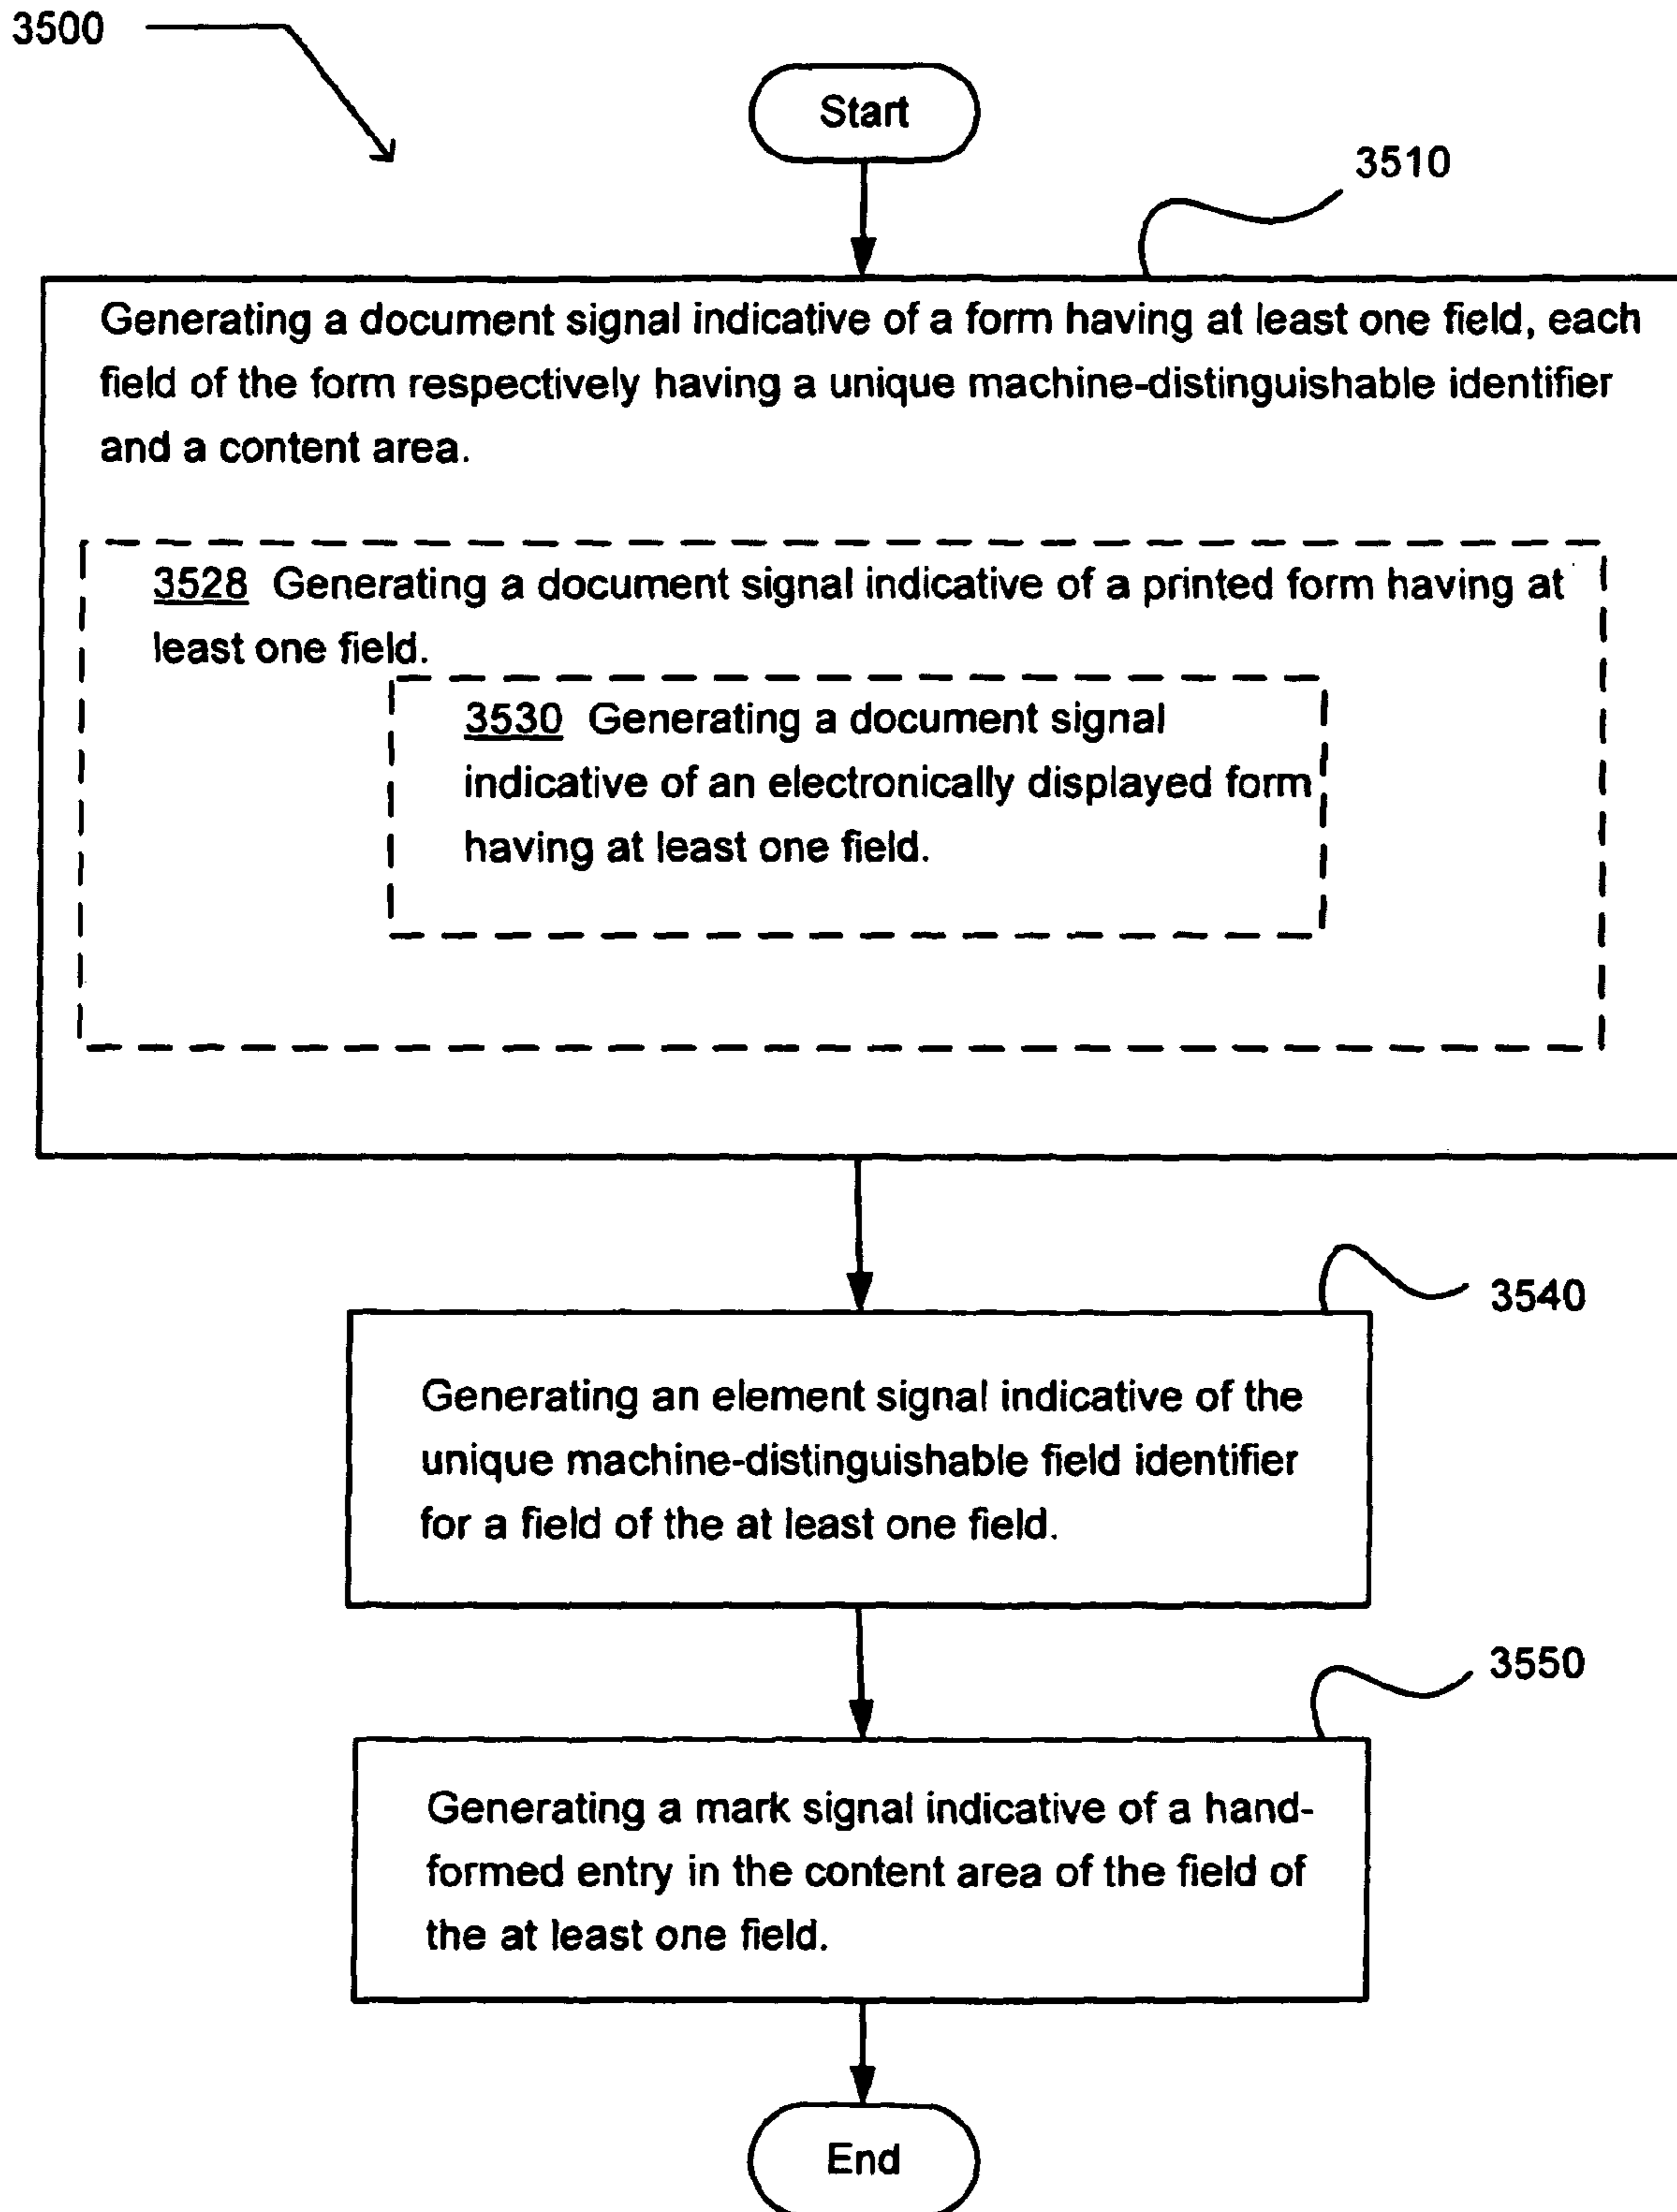 3500
Start
3510
Generating a document signal indicative of a form having at least one field, each
field of the form respectively having a unique machine-distinguishable identifier
and a content area.
3528 Generating a document signal indicative of a printed form having at
least one field.
3530 Generating a document signal
indicative of an electronically displayed form
having at least one field.
3540
Generating an element signal indicative of the
unique machine-distinguishable field identifier
for a field of the at least one field.
3550
Generating a mark signal indicative of a hand-
formed entry in the content area of the field of
the at least one field.
End